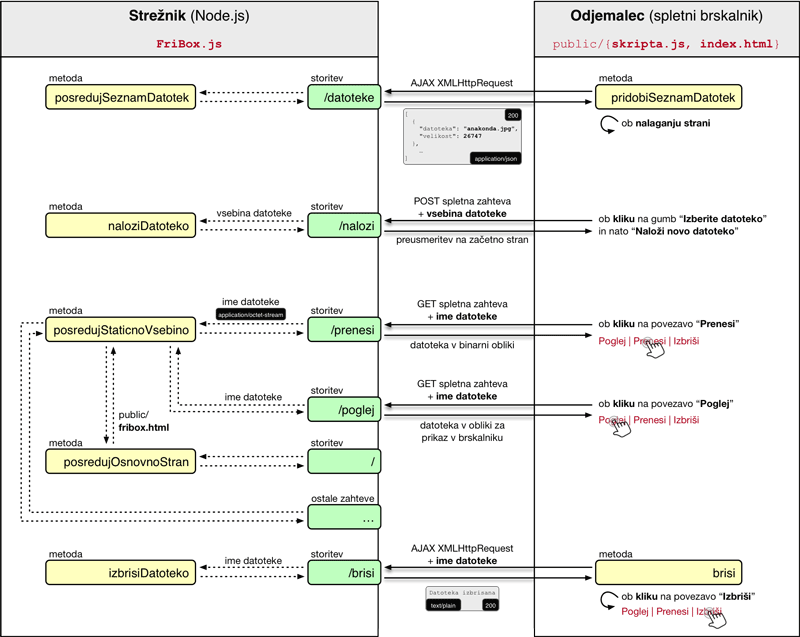 Strežnik (Node.js)
FriBox.js
Odjemalec (spletni brskalnik)
public/{skripta.js, index.html}
metoda
posredujSeznamDatotek
storitev
/datoteke
AJAX XMLHttpRequest
[
{
"datoteka": "anakonda.jpg",
"velikost": 26747
},
…
]
200
application/json
metoda
pridobiSeznamDatotek
ob nalaganju strani
metoda
naloziDatoteko
vsebina datoteke
storitev
/nalozi
POST spletna zahteva
+ vsebina datoteke
preusmeritev na začetno stran
ob kliku na gumb “Izberite datoteko”
in nato “Naloži novo datoteko”
metoda
posredujStaticnoVsebino
ime datoteke
application/octet-stream
storitev
/prenesi
GET spletna zahteva
+ ime datoteke
datoteka v binarni obliki
ob kliku na povezavo “Prenesi”
Poglej | Prenesi | Izbriši
ime datoteke
storitev
/poglej
GET spletna zahteva
+ ime datoteke
datoteka v obliki za
prikaz v brskalniku
ob kliku na povezavo “Poglej”
Poglej | Prenesi | Izbriši
public/
fribox.html
metoda
posredujOsnovnoStran
storitev
/
ostale zahteve
…
metoda
izbrisiDatoteko
ime datoteke
storitev
/brisi
AJAX XMLHttpRequest
+ ime datoteke
Datoteka izbrisana
text/plain
200
metoda
brisi
ob kliku na povezavo “Izbriši”
Poglej | Prenesi | Izbriši